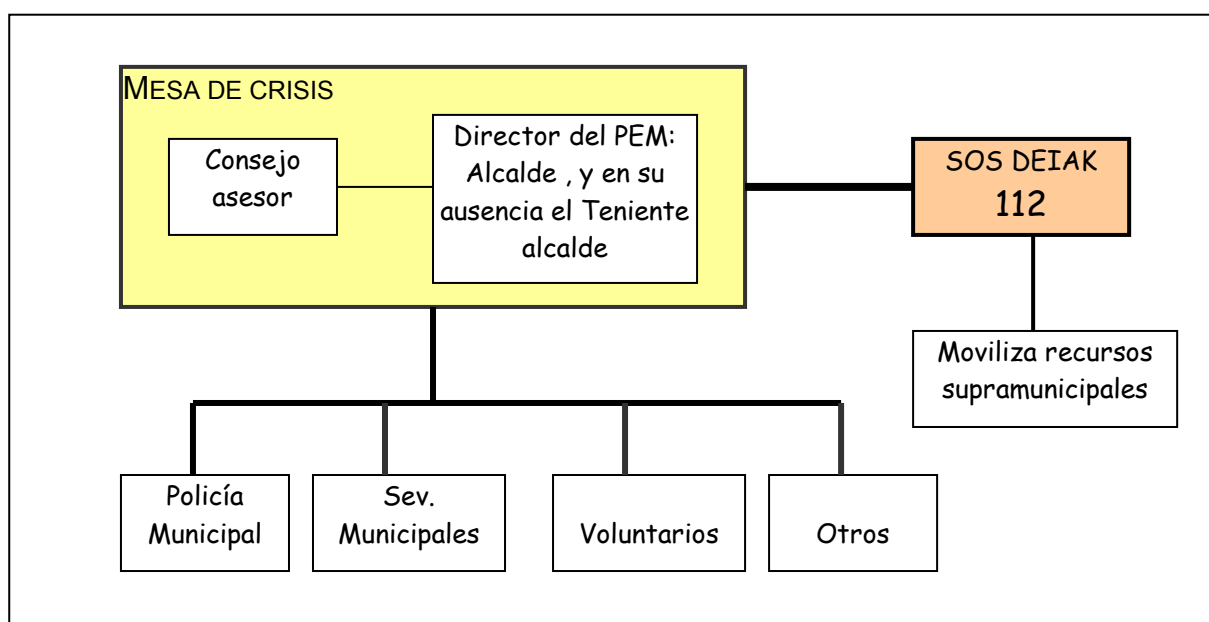 MESA DE CRISIS
Consejo
asesor
Director del PEM:
Alcalde , y en su
ausencia el Teniente
alcalde
SOS DEIAK
112
Moviliza recursos
supramunicipales
Policía
Municipal
Sev.
Municipales
Voluntarios
Otros